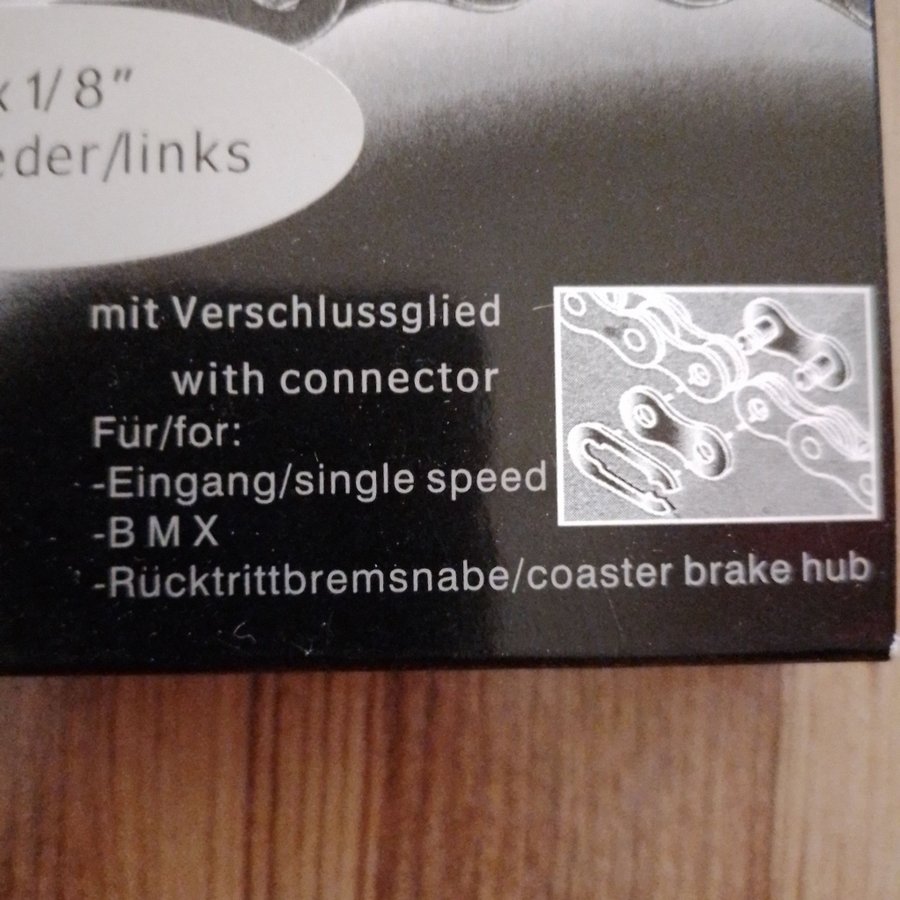 x 1/8"
eder/links
mit Verschlussglied
with connector
Für/for:
-Eingang/single speed
-B M X
-Rücktrittbremsnabe/coaster brake hub